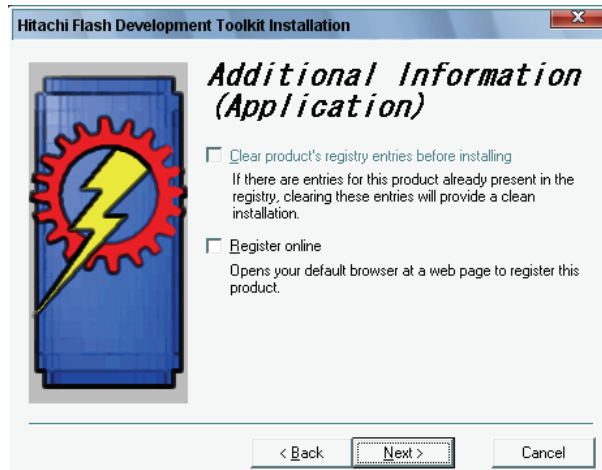 Hitachi Flash Development Toolkit Installation
Additional Information
(Application)
Clear product's registry entries before installing
If there are entries for this product already present in the
registry, clearing these entries will provide a clean
installation.
Register online
Opens your default browser at a web page to register this
product.
< Back
Next >
Cancel